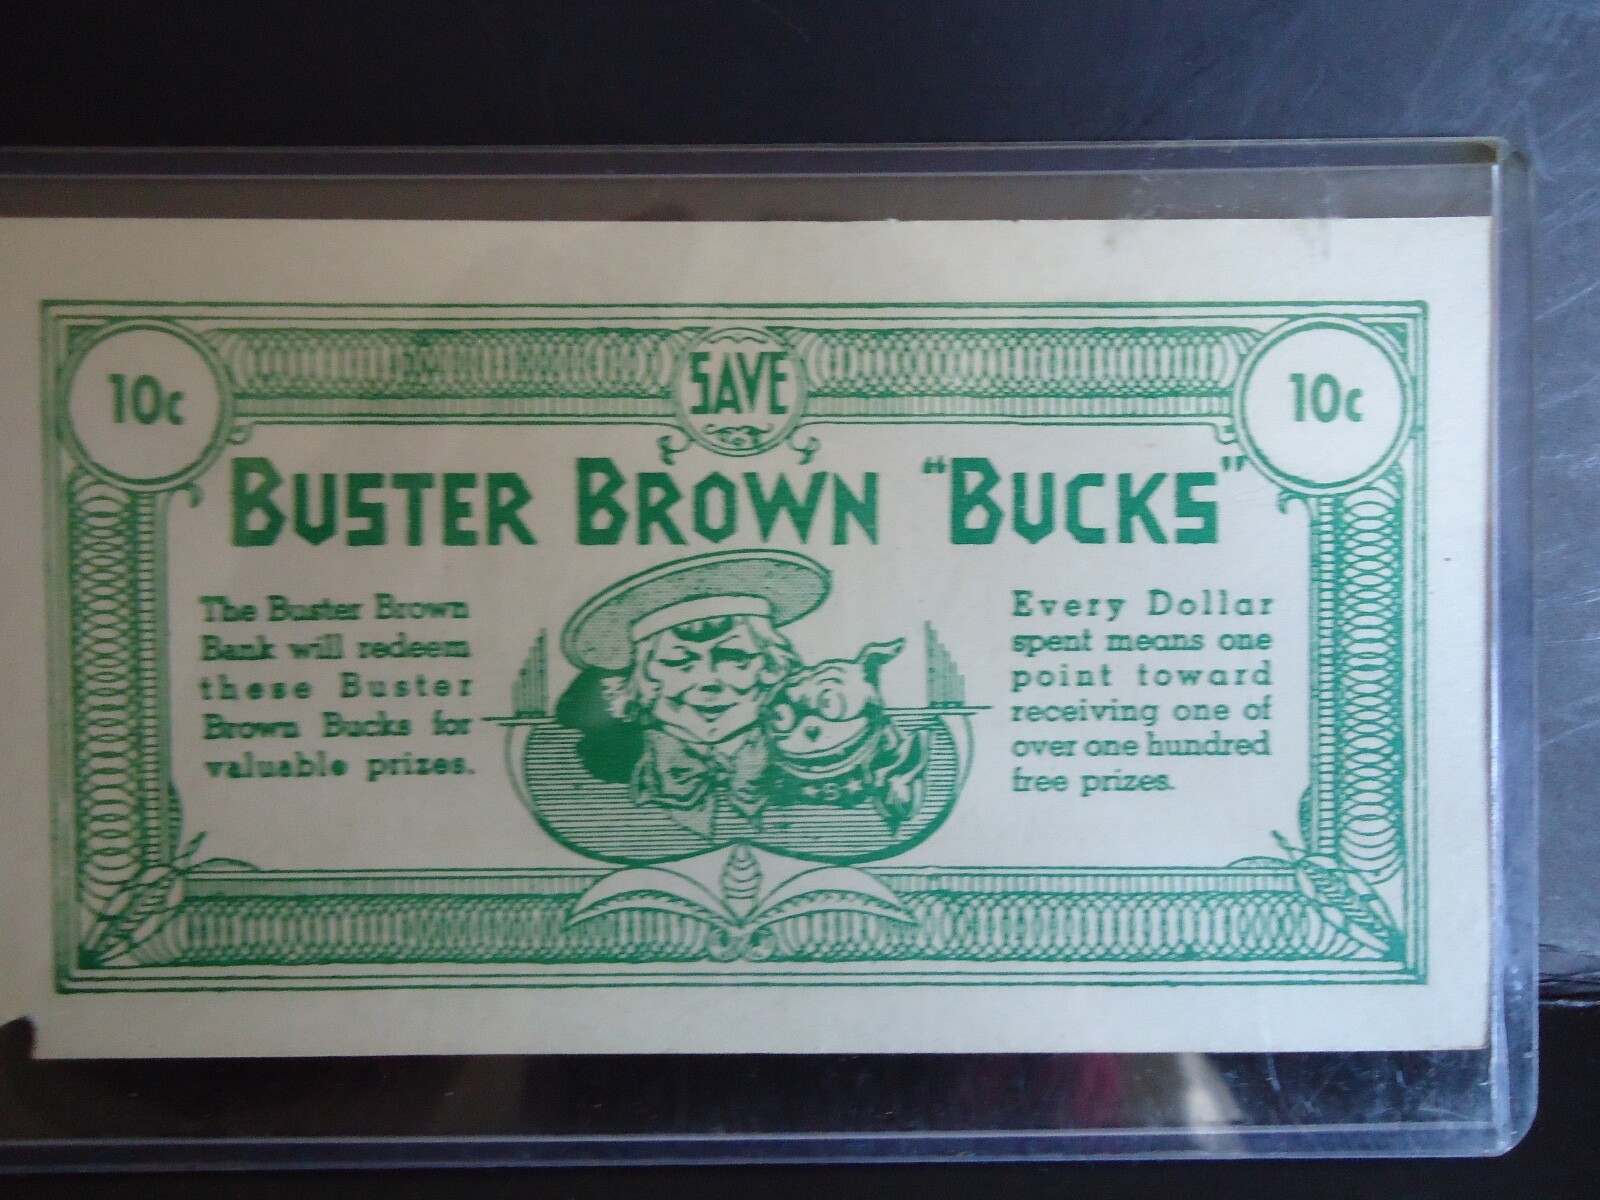 10c
SAVE
10c
BUSTER BROWN "BUCKS"
The Buster Brown
Bank will redeem
these Buster
Brown Bucks for
valuable prizes.
Every Dollar
spent means one
point toward
receiving one of
over one hundred
free prizes.